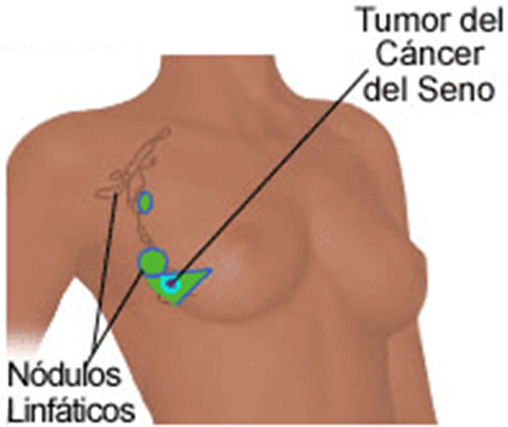 Tumor del
Cáncer
del Seno
Nódulos
Linfáticos